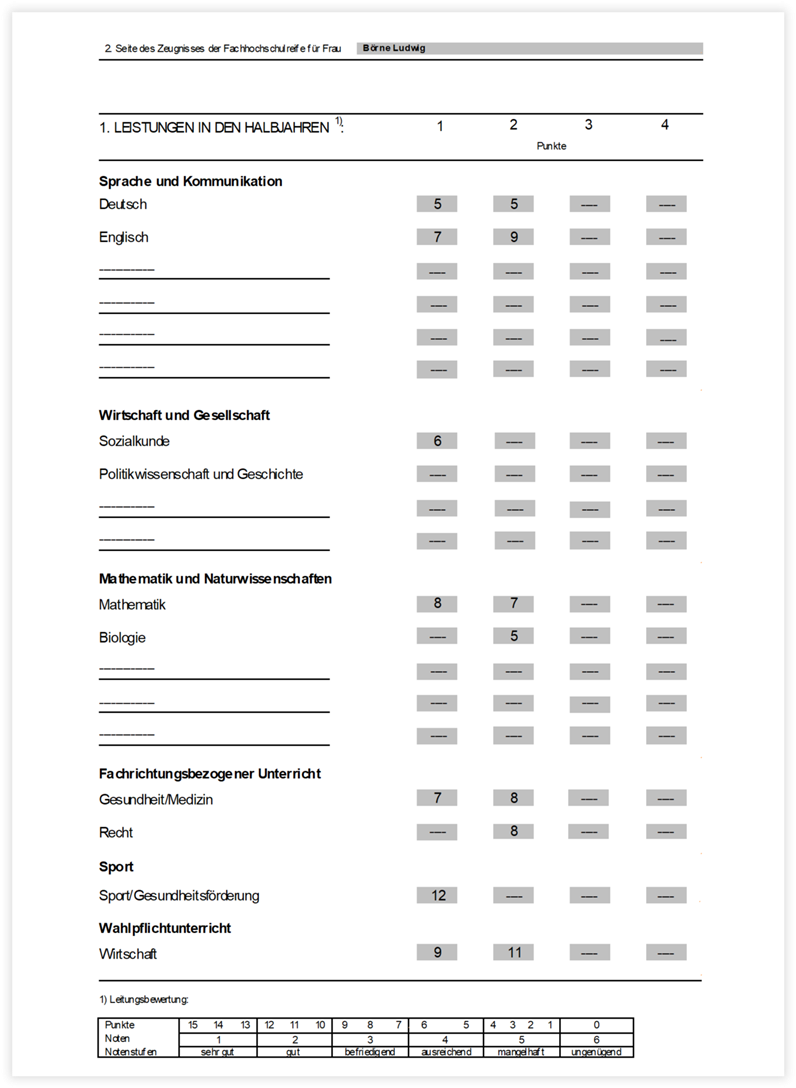 2. Seite des Zeugnisses der Fachhochschulreife für Frau Börne Ludwig
1. LEISTUNGEN IN DEN HALBJAHREN 1): 1 2 3 4
Punkte
Sprache und Kommunikation
Deutsch 5 5 ---- ----
Englisch 7 9 ---- ----
-------------- ---- ---- ---- ----
-------------- ---- ---- ---- ----
-------------- ---- ---- ---- ----
-------------- ---- ---- ---- ----
Wirtschaft und Gesellschaft
Sozialkunde 6 ---- ---- ----
Politikwissenschaft und Geschichte ---- ---- ---- ----
-------------- ---- ---- ---- ----
-------------- ---- ---- ---- ----
Mathematik und Naturwissenschaften
Mathematik 8 7 ---- ----
Biologie ---- 5 ---- ----
-------------- ---- ---- ---- ----
-------------- ---- ---- ---- ----
-------------- ---- ---- ---- ----
Fachrichtungsbezogener Unterricht
Gesundheit/Medizin 7 8 ---- ----
Recht ---- 8 ---- ----
Sport
Sport/Gesundheitsförderung 12 ---- ---- ----
Wahlpflichtunterricht
Wirtschaft 9 11 ---- ----
1) Leitungsbewertung:
Punkte 15 14 13 12 11 10 9 8 7 6 5 4 3 2 1 0
Noten 1 2 3 4 5 6
Notenstufen sehr gut gut befriedigend ausreichend mangelhaft ungenügend